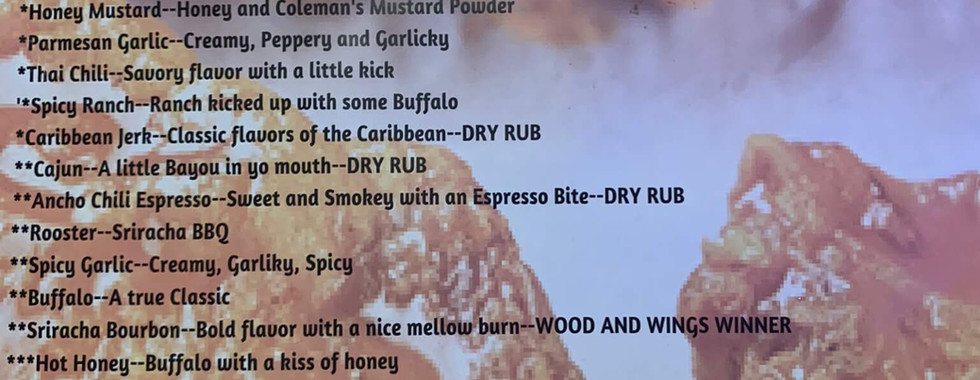 *Honey Mustard--Honey and Coleman's Mustard Powder
*Parmesan Garlic--Creamy, Peppery and Garlicky
*Thai Chili--Savory flavor with a little kick
'*Spicy Ranch--Ranch kicked up with some Buffalo
*Caribbean Jerk--Classic flavors of the Caribbean--DRY RUB
**Cajun--A little Bayou in yo mouth--DRY RUB
**Ancho Chili Espresso--Sweet and Smokey with an Espresso Bite--DRY RUB
**Rooster--Sriracha BBQ
**Spicy Garlic--Creamy, Garliky, Spicy
**Buffalo--A true Classic
**Sriracha Bourbon--Bold flavor with a nice mellow burn--WOOD AND WINGS WINNER
***Hot Honey--Buffalo with a kiss of honey